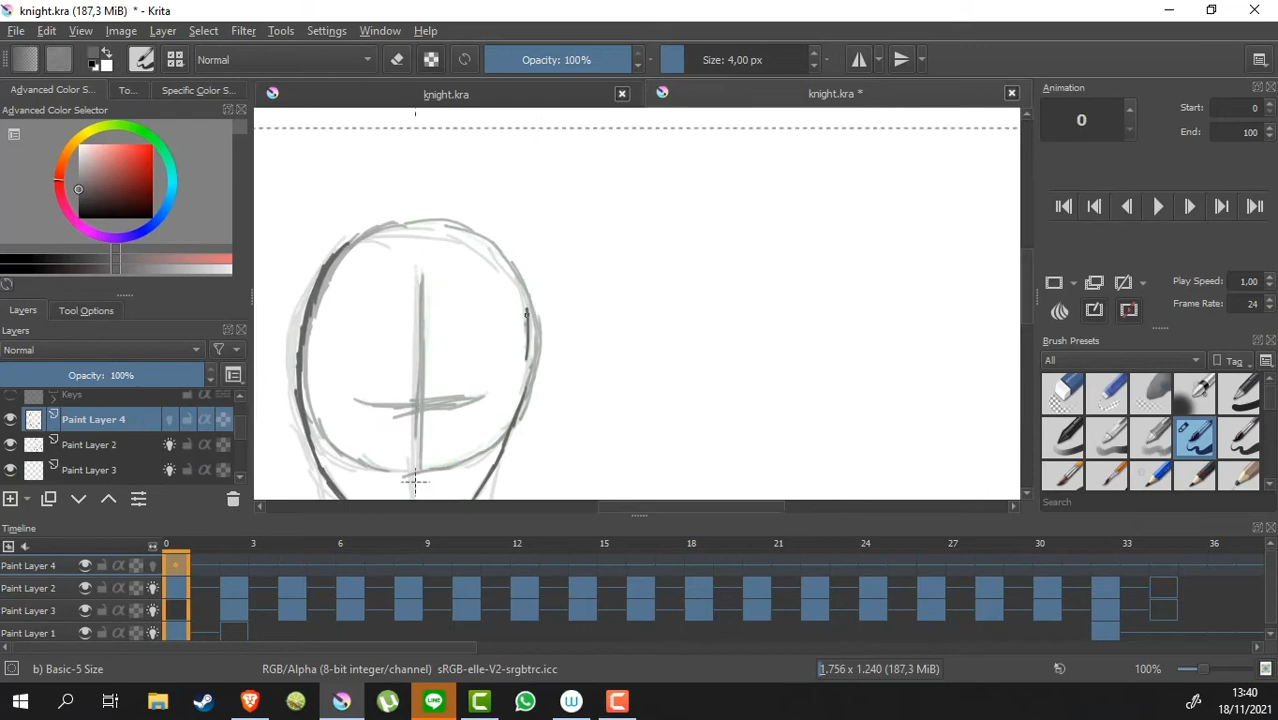 knight.kra (187,3 MiB) * - Krita
File Edit View Image Layer Select Filter Tools Settings Window Help
Normal Opacity: 100% Size: 4,00 px
Advanced Color S... To... Specific Color S...
knight.kra knight.kra *
Advanced Color Selector
Animation
0
Start: 0
End: 100
Play Speed: 1,00
Frame Rate: 24
Layers Tool Options
Layers
Normal
Opacity: 100%
Keys
Paint Layer 4
Paint Layer 2
Paint Layer 3
Brush Presets
All Tag
Search
Timeline
0 3 6 9 12 15 18 21 24 27 30 33 36
Paint Layer 4
Paint Layer 2
Paint Layer 3
Paint Layer 1
b) Basic-5 Size RGB/Alpha (8-bit integer/channel) sRGB-elle-V2-srgbtrc.icc 1.756 x 1.240 (187,3 MiB) 100%
LINE
13:40
18/11/2021